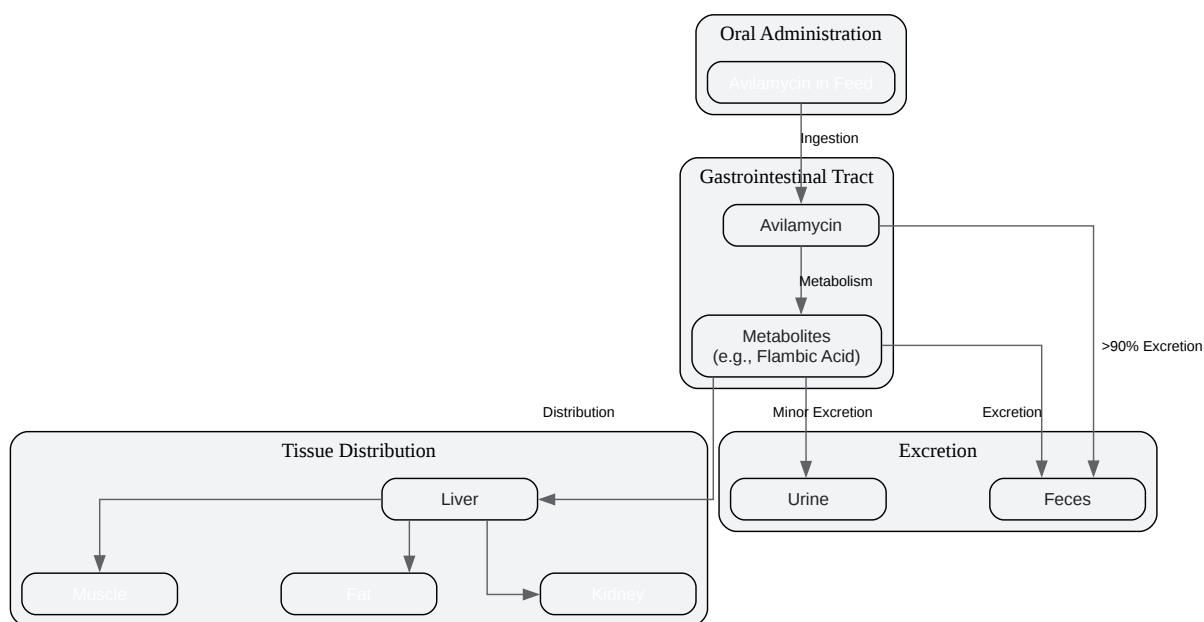 Oral Administration
Avilamycin in Feed
Ingestion
Gastrointestinal Tract
Avilamycin
Metabolism
Metabolites
(e.g., Flambic Acid)
>90% Excretion
Distribution
Minor Excretion
Excretion
Tissue Distribution
Excretion
Liver
Urine
Feces
Muscle
Fat
Kidney